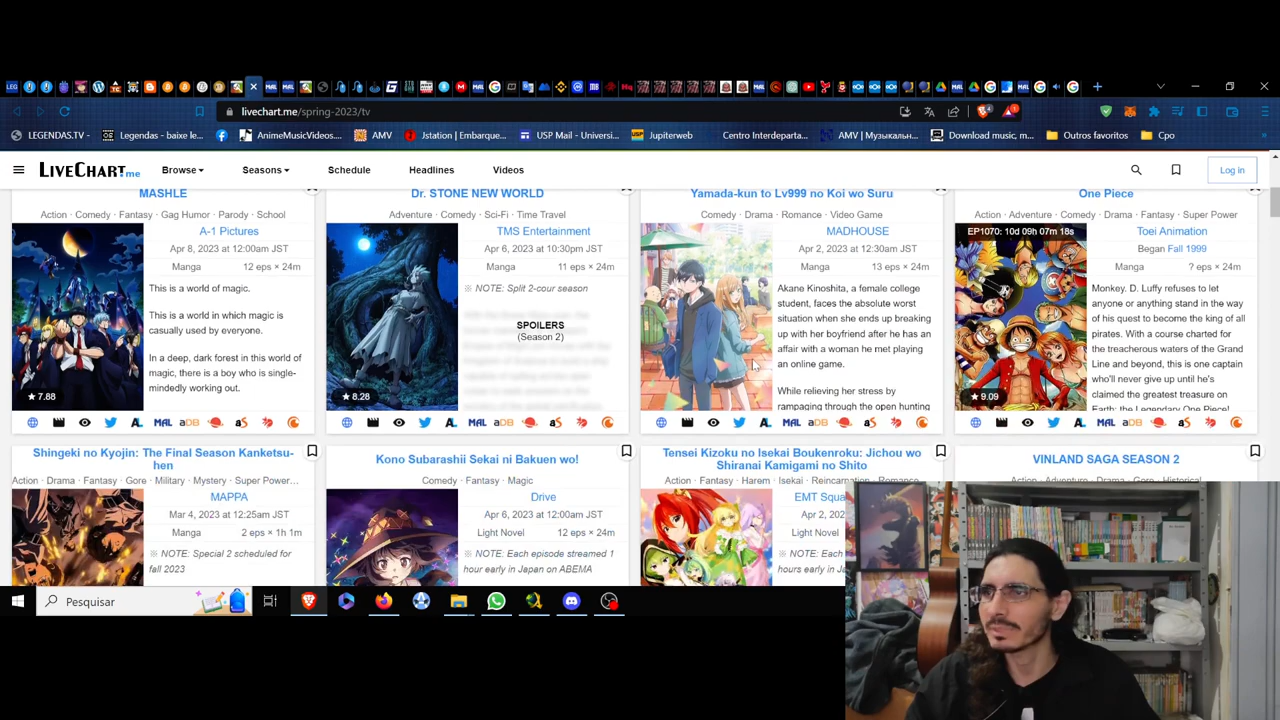 livechart.me/spring-2023/tv
LEGENDAS.TV -
Legendas - baixe le...
AnimeMusicVideos....
AMV
Jstation | Embarque...
USP Mail - Universi...
Jupiterweb
Centro Interdeparta...
AMV | Музыкальн...
Download music, m...
Outros favoritos
Cpo
LIVECHART.me
Browse
Seasons
Schedule
Headlines
Videos
Log in
MASHLE
Action · Comedy · Fantasy · Gag Humor · Parody · School
A-1 Pictures
Apr 8, 2023 at 12:00am JST
Manga 12 eps × 24m
This is a world of magic.
This is a world in which magic is
casually used by everyone.
In a deep, dark forest in this world of
magic, there is a boy who is single-
mindedly working out.
★ 7.88
Dr. STONE NEW WORLD
Adventure · Comedy · Sci-Fi · Time Travel
TMS Entertainment
Apr 6, 2023 at 10:30pm JST
Manga 11 eps × 24m
※ NOTE: Split 2-cour season
SPOILERS
(Season 2)
★ 8.28
Yamada-kun to Lv999 no Koi wo Suru
Comedy · Drama · Romance · Video Game
MADHOUSE
Apr 2, 2023 at 12:30am JST
Manga 13 eps × 24m
Akane Kinoshita, a female college
student, faces the absolute worst
situation when she ends up breaking
up with her boyfriend after he has an
affair with a woman he met playing
an online game.
While relieving her stress by
rampaging through the open hunting
One Piece
Action · Adventure · Comedy · Drama · Fantasy · Super Power
EP1070: 10d 09h 07m 18s
Toei Animation
Began Fall 1999
Manga ? eps × 24m
Monkey. D. Luffy refuses to let
anyone or anything stand in the way
of his quest to become the king of all
pirates. With a course charted for
the treacherous waters of the Grand
Line and beyond, this is one captain
who'll never give up until he's
claimed the greatest treasure on
Earth: the Legendary One Piece!
★ 9.09
Shingeki no Kyojin: The Final Season Kanketsu-
hen
Action · Drama · Fantasy · Gore · Military · Mystery · Super Power...
MAPPA
Mar 4, 2023 at 12:25am JST
Manga 2 eps × 1h 1m
※ NOTE: Special 2 scheduled for
fall 2023
Kono Subarashii Sekai ni Bakuen wo!
Comedy · Fantasy · Magic
Drive
Apr 6, 2023 at 12:00am JST
Light Novel 12 eps × 24m
※ NOTE: Each episode streamed 1
hour early in Japan on ABEMA
Tensei Kizoku no Isekai Boukenroku: Jichou wo
Shiranai Kamigami no Shito
Action · Fantasy · Harem · Isekai · Reincarnation · Romance
EMT Squa
Apr 2, 202
Light Novel
※ NOTE: Each
hours early in Ja
VINLAND SAGA SEASON 2
Action · Adventure · Drama · Gore · Historical
Pesquisar